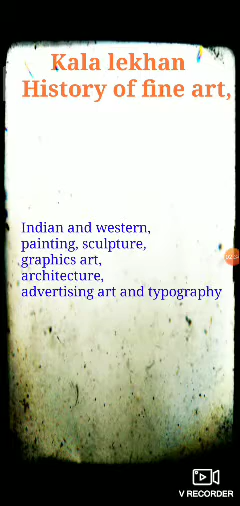 Kala lekhan
History of fine art,
Indian and western,
painting, sculpture,
graphics art,
architecture,
advertising art and typography
V RECORDER